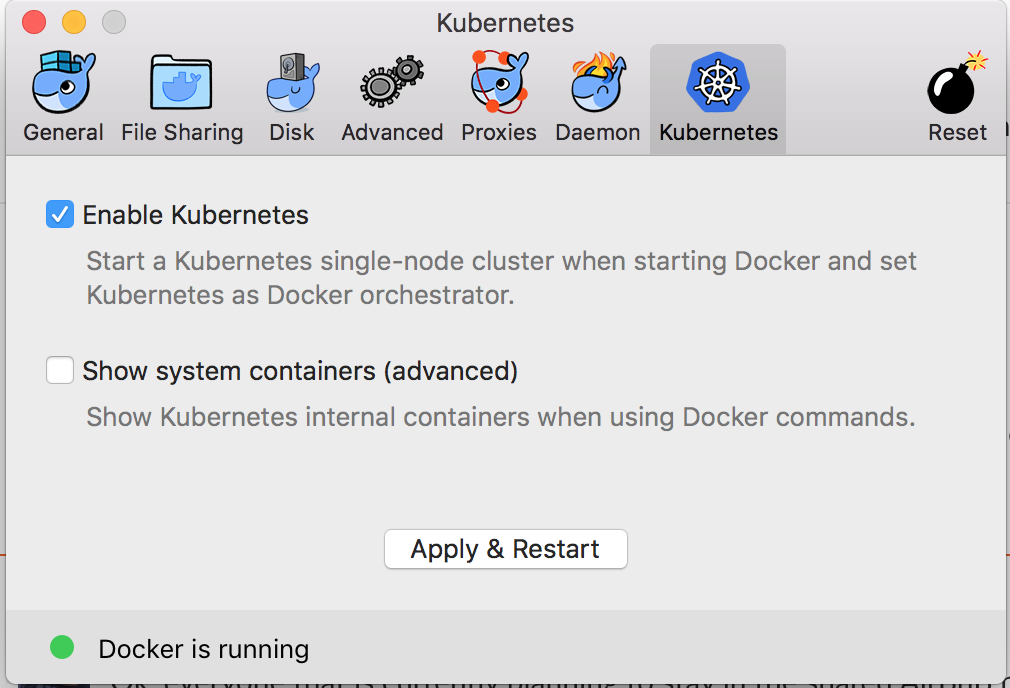 Kubernetes
General File Sharing Disk Advanced Proxies Daemon Kubernetes Reset
Enable Kubernetes
Start a Kubernetes single-node cluster when starting Docker and set
Kubernetes as Docker orchestrator.
Show system containers (advanced)
Show Kubernetes internal containers when using Docker commands.
Apply & Restart
Docker is running